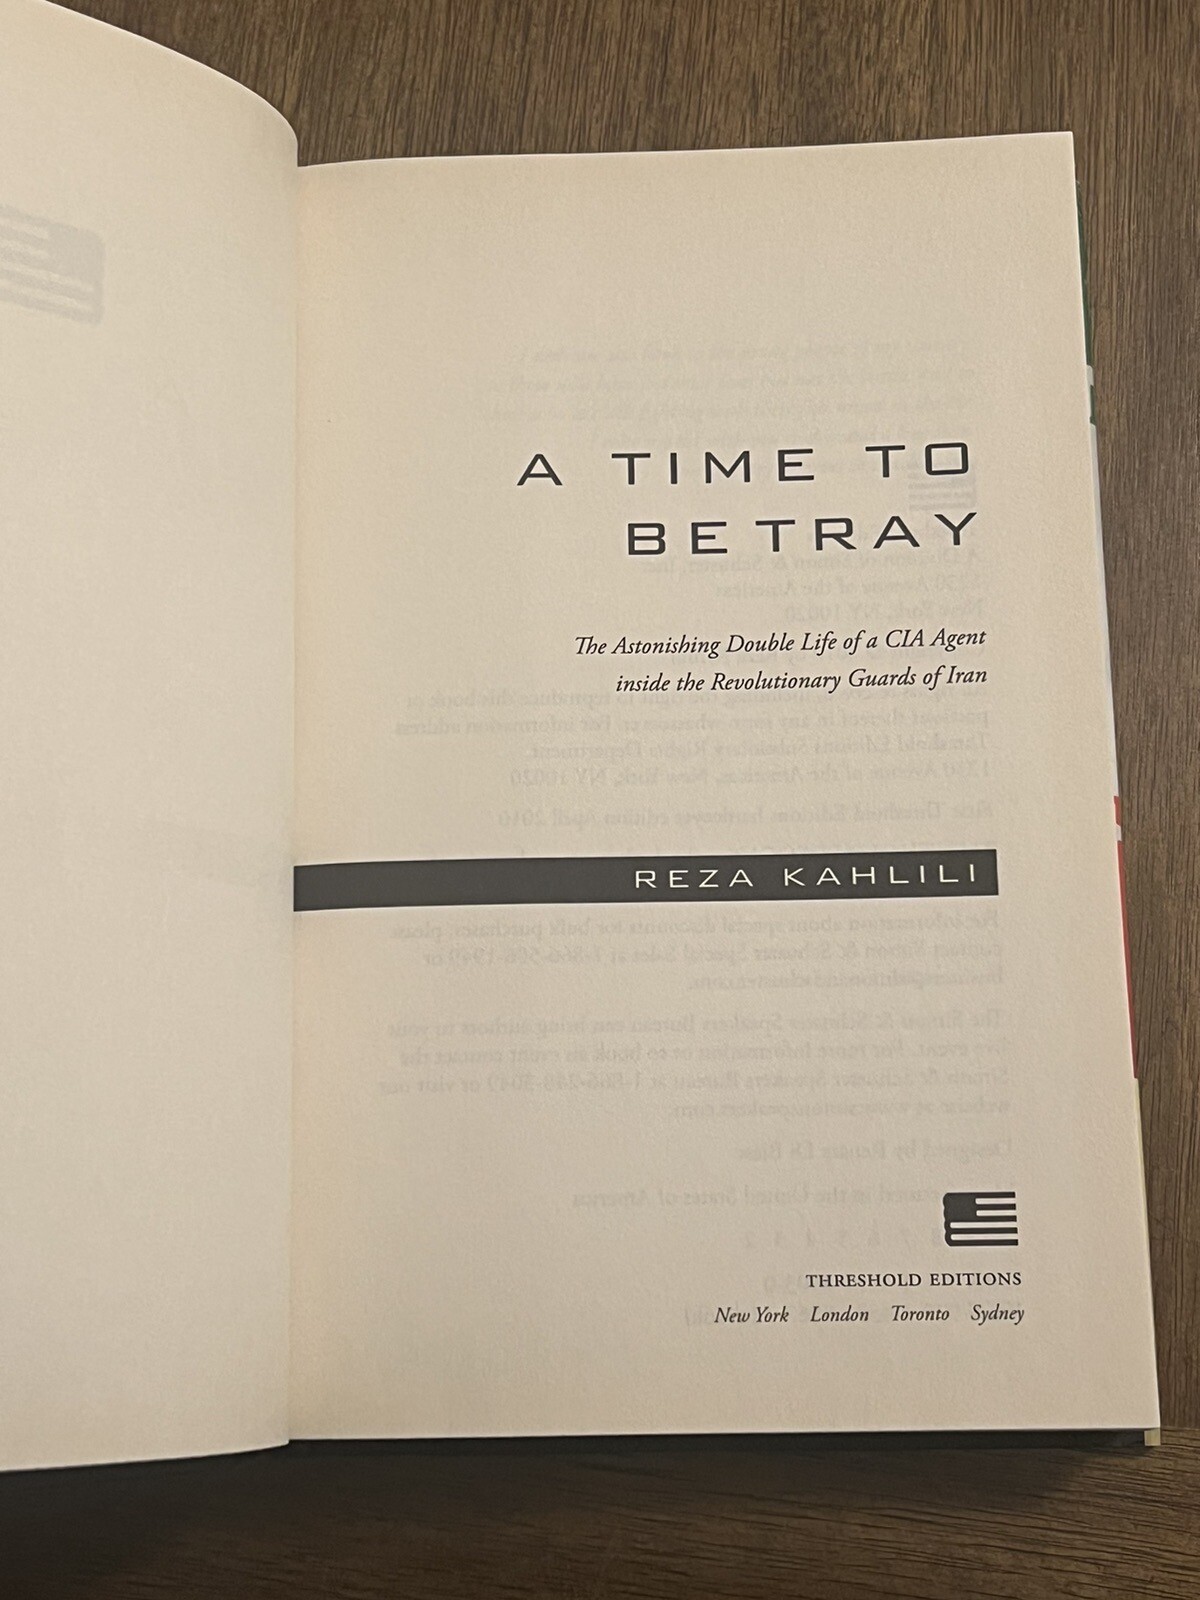 A TIME TO
BETRAY
The Astonishing Double Life of a CIA Agent
inside the Revolutionary Guards of Iran
REZA KAHLILI
THRESHOLD EDITIONS
New York London Toronto Sydney